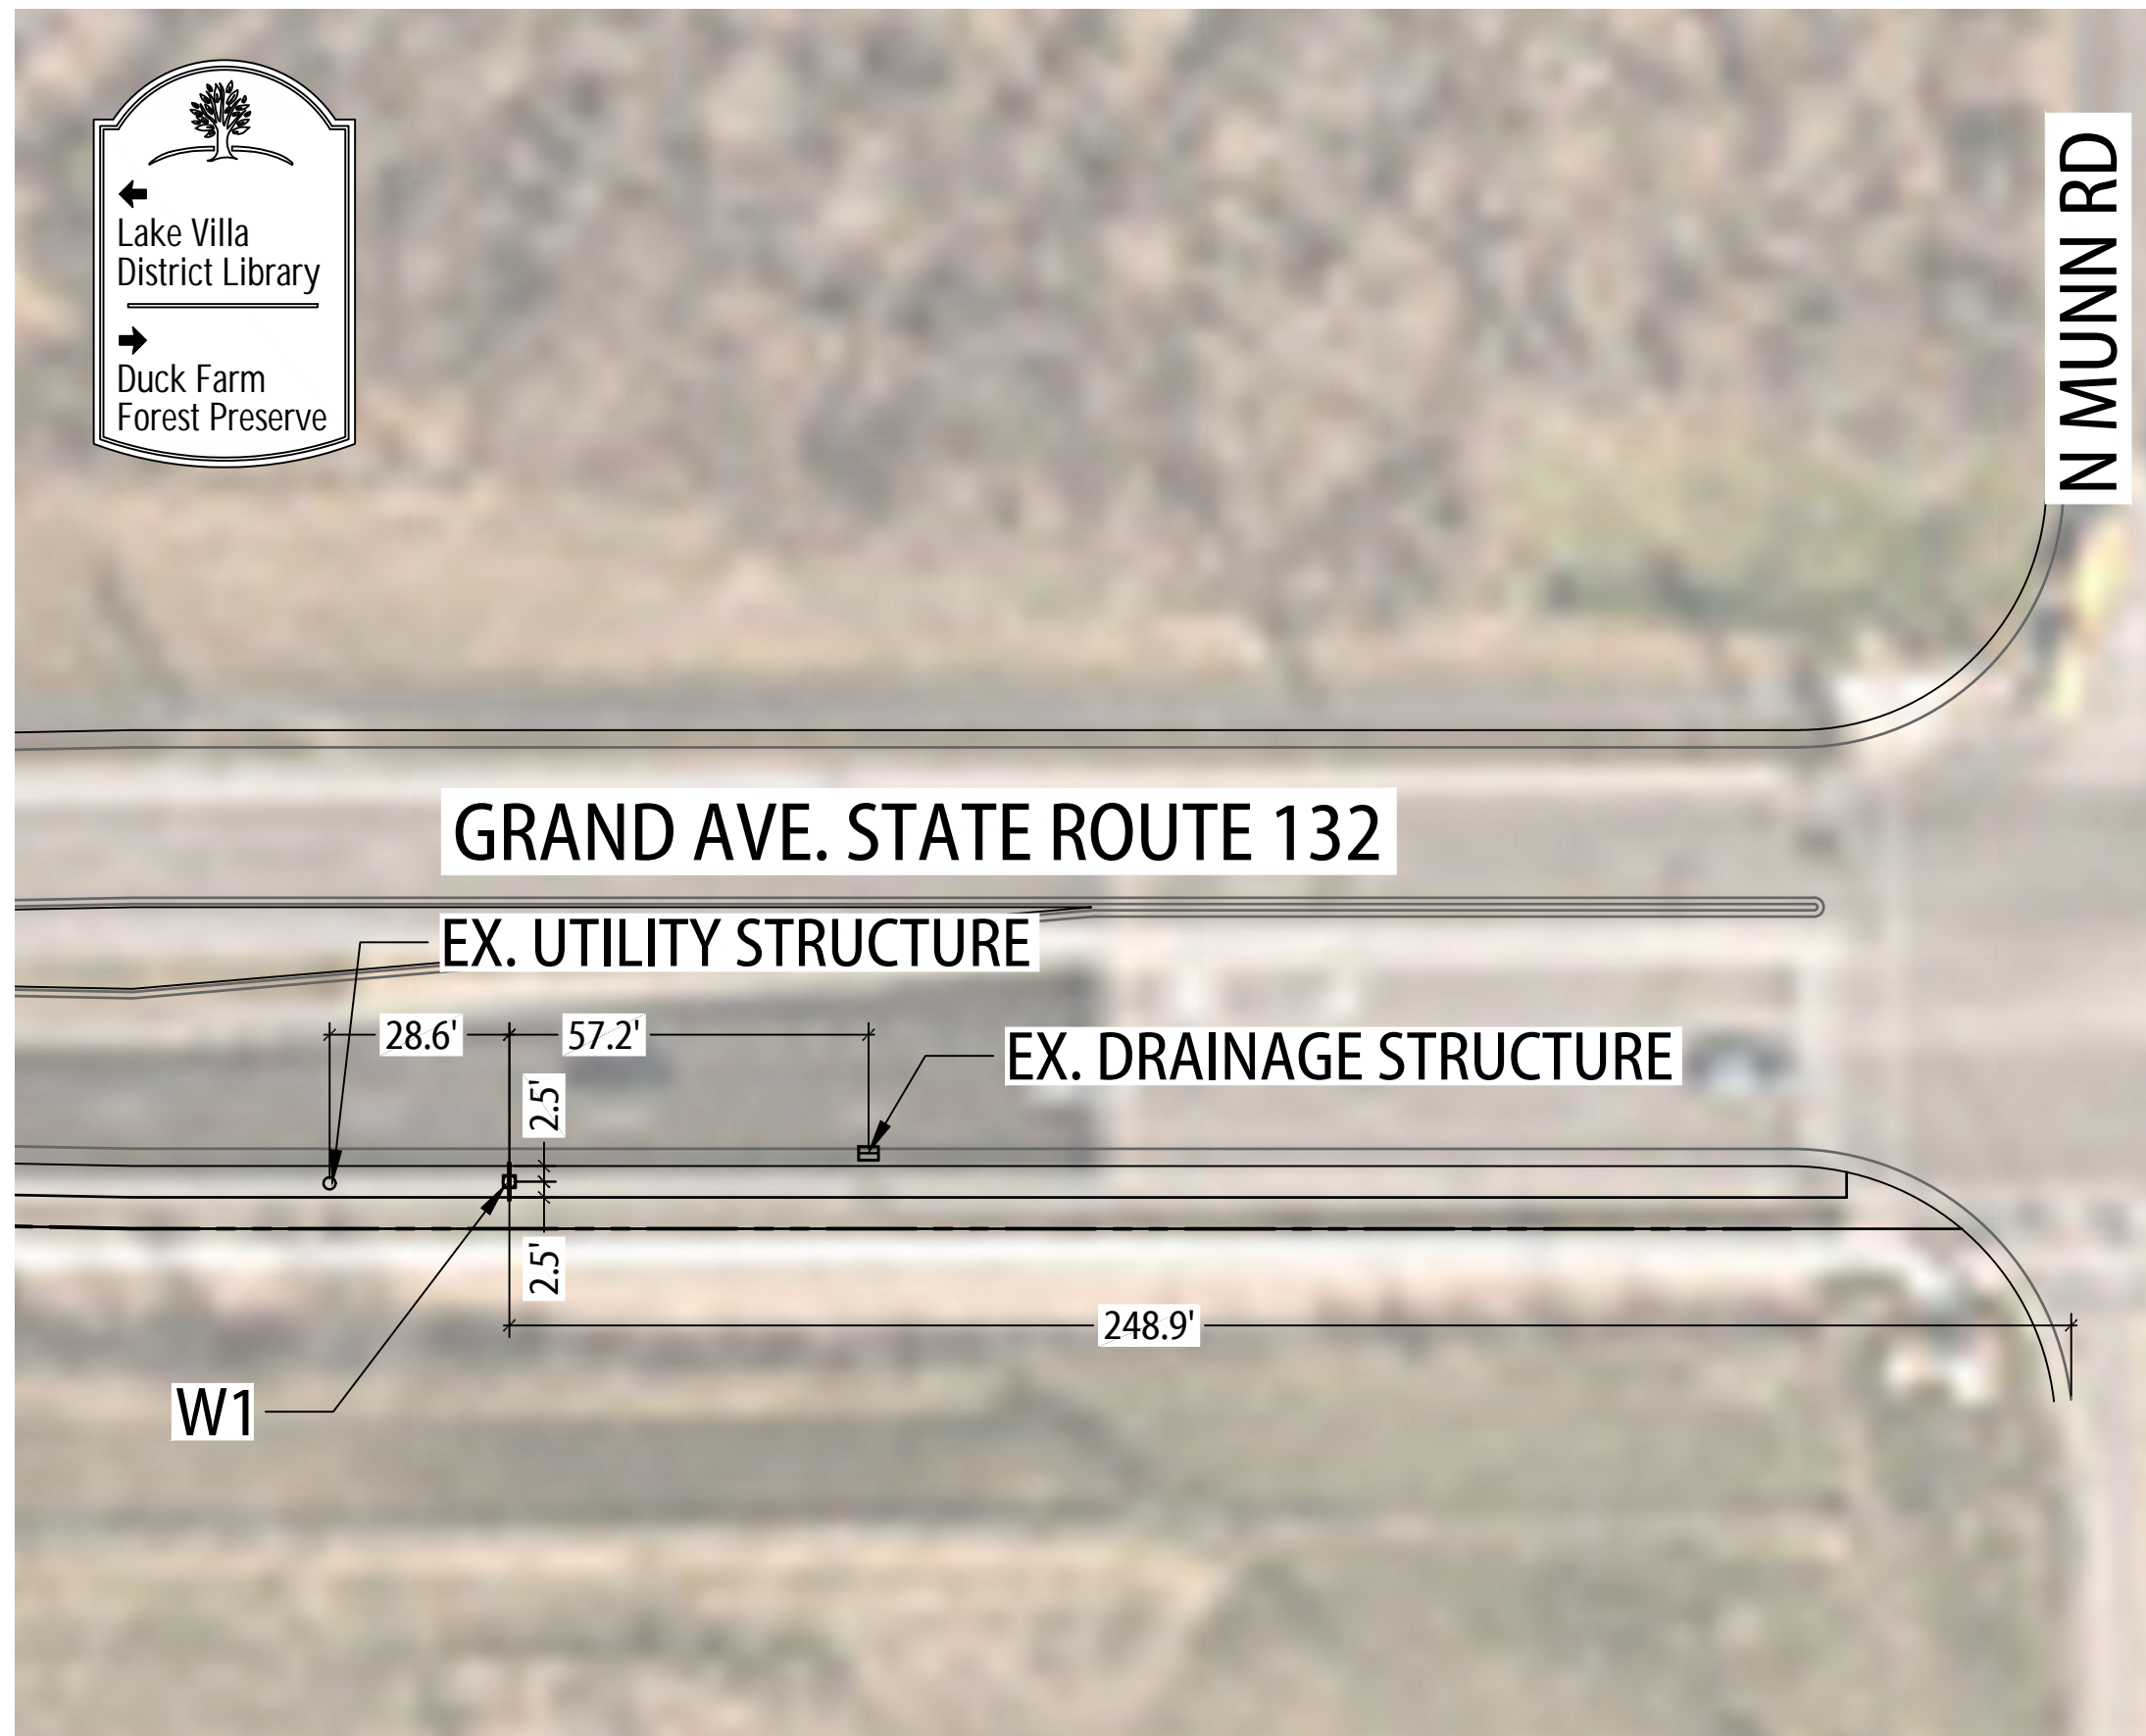 Lake Villa
District Library
Duck Farm
Forest Preserve
N MUNN RD
GRAND AVE. STATE ROUTE 132
EX. UTILITY STRUCTURE
28.6'
57.2'
EX. DRAINAGE STRUCTURE
2.5'
2.5'
248.9'
W1